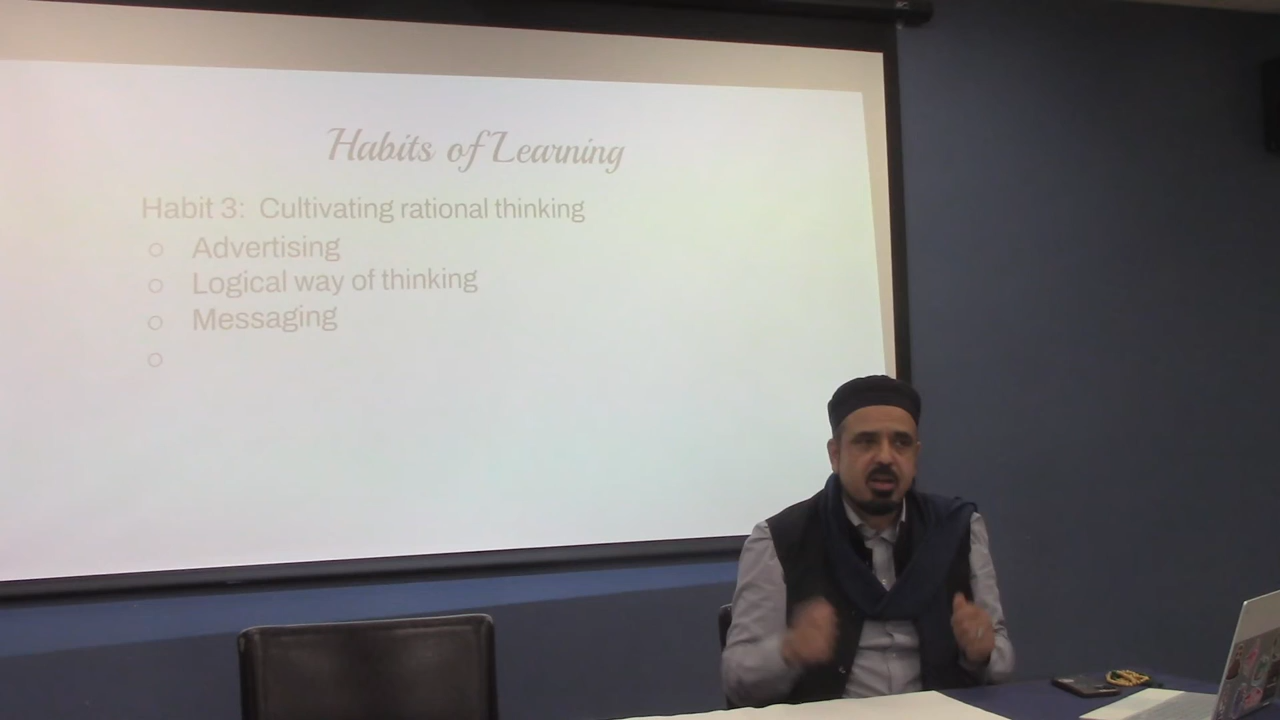 Habits of Learning
Habit 3: Cultivating rational thinking
Advertising
Logical way of thinking
Messaging